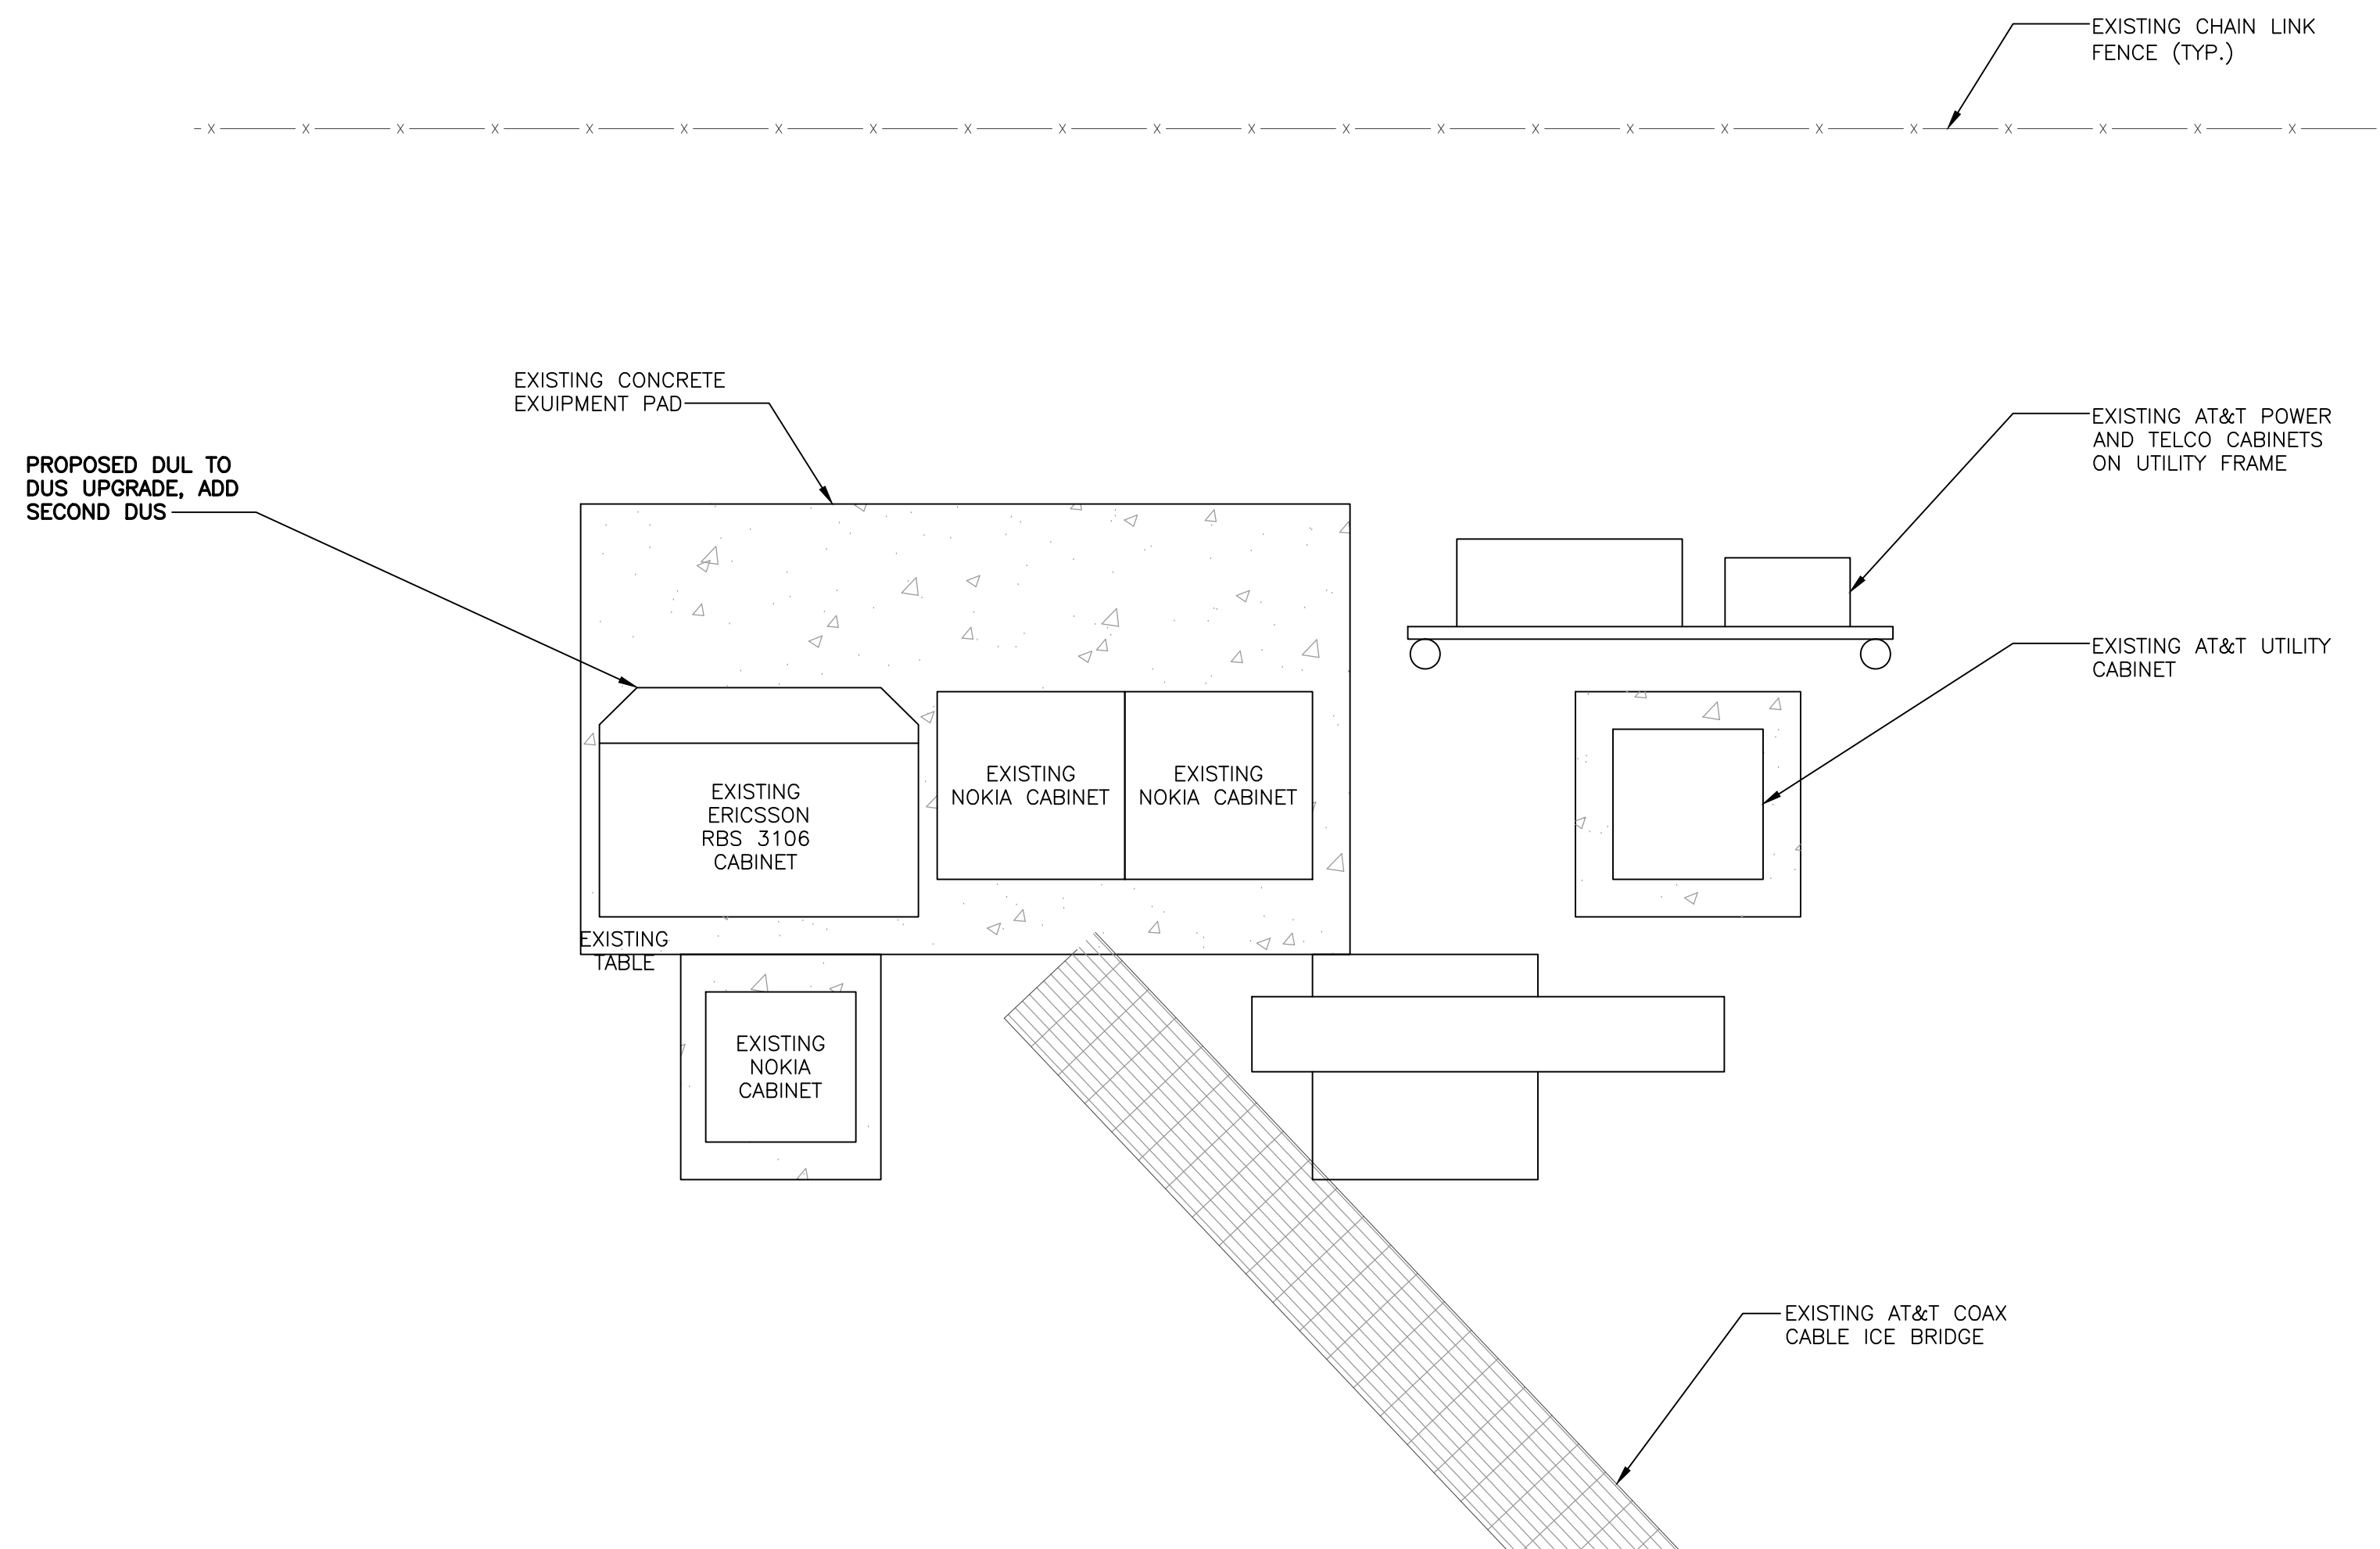 EXISTING CHAIN LINK
FENCE (TYP.)
EXISTING CONCRETE
EXUIPMENT PAD
EXISTING AT&T POWER
AND TELCO CABINETS
ON UTILITY FRAME
PROPOSED DUL TO
DUS UPGRADE, ADD
SECOND DUS
EXISTING AT&T UTILITY
CABINET
EXISTING
ERICSSON
RBS 3106
CABINET
EXISTING
NOKIA CABINET
EXISTING
NOKIA CABINET
EXISTING
TABLE
EXISTING
NOKIA
CABINET
EXISTING AT&T COAX
CABLE ICE BRIDGE